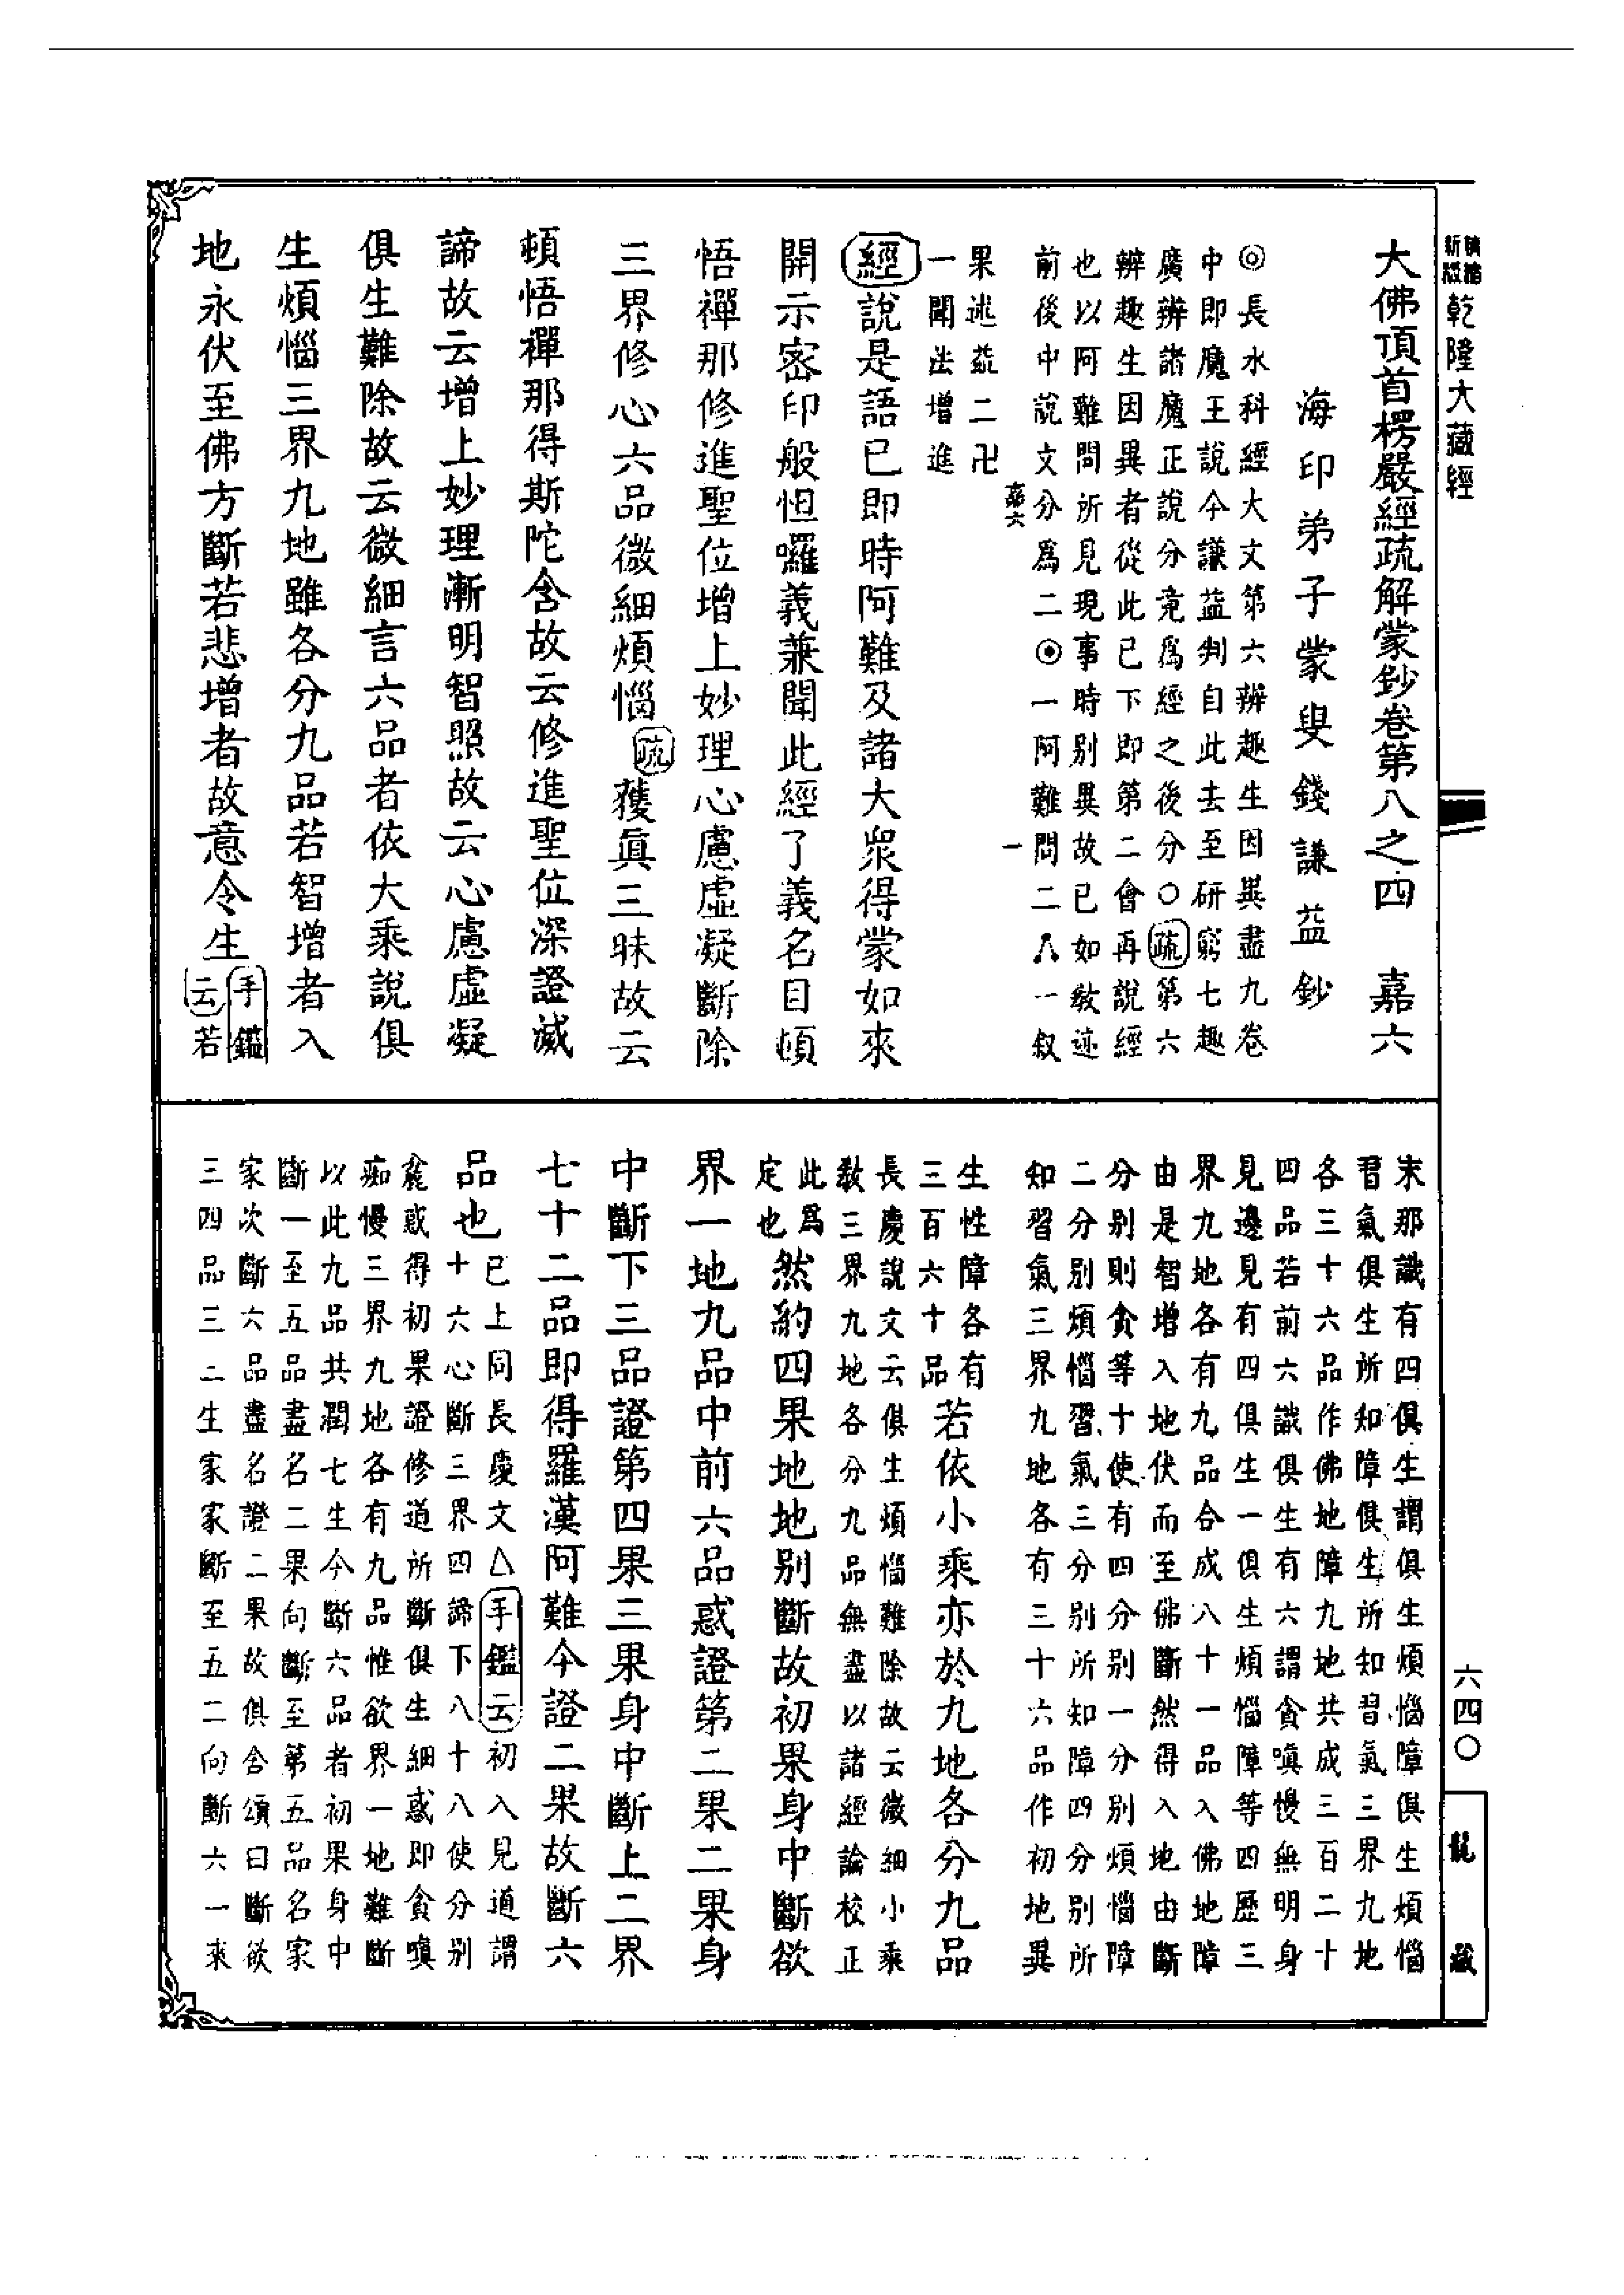 精縮新版乾隆大藏經
大佛頂首楞嚴經疏解蒙鈔卷第八之四　嘉六
海印弟子蒙叟錢謙益鈔
◎長水科經大文第六辨趣生因與盡九卷
中即魔王說今謙益判自此去至研窮七趣
廣辨諸魔正說分竟爲經之後分○疏第六
辨趣生因異者從此已下即第二會再說經
也以阿難問所見現事時別異故已如敘述
前後中說文分爲二⊙一阿難問二一敘
嘉六　一
果述益二卍
一聞法增進
經說是語已即時阿難及諸大眾得蒙如來
開示密印般怛囉義兼聞此經了義名目頓
悟禪那修進聖位增上妙理心慮虛凝斷除
三界修心六品微細煩惱疏獲真三昧故云
頓悟禪那得斯陀含故云修進聖位深證滅
諦故云增上妙理漸明智照故云心慮虛凝
俱生難除故云微細言六品者依大乘說俱
生煩惱三界九地雖各分九品若智增者入
地永伏至佛方斷若悲增者故意令生手鑑
云若
末那識有四俱生謂俱生煩惱障俱生煩惱
習氣俱生所知障俱生所知習氣三界九地
各三十六品作佛地障九地共成三百二十
四品若前六識俱生有六謂貪嗔慢無明身
見邊見有四俱生一俱生煩惱障等四歷三
界九地各有九品合成八十一品入佛地障
由是智增入地伏而至佛斷然得入地由斷
分別則貪等十使有四分別一分別煩惱障
二分別煩惱習氣三分別所知障四分別所
知習氣三界九地各有三十六品作初地異
生性障各有
三百六十品若依小乘亦於九地各分九品
長慶說文云俱生煩惱難除故云微細小乘
教三界九地各分九品無盡以諸經論校正
此爲
定也然約四果地地別斷故初果身中斷欲
界一地九品中前六品惑證第二果二果身
中斷下三品證第四果三果身中斷上二界
七十二品即得羅漢阿難今證二果故斷六
品也已上同長慶文△手鑑云初入見道謂
十六心斷三界四諦下八十八使分別
麄惑得初果證修道所斷俱生細惑即貪嗔
痴慢三界九地各有九品惟欲界一地難斷
以此九品共潤七生今斷六品者初果身中
斷一至五品盡名二果向斷至第五品名家
家次斷六品盡名證二果故俱舍頌曰斷欲
三四品三二生家家斷至五二向斷六一來
六四〇
龍藏